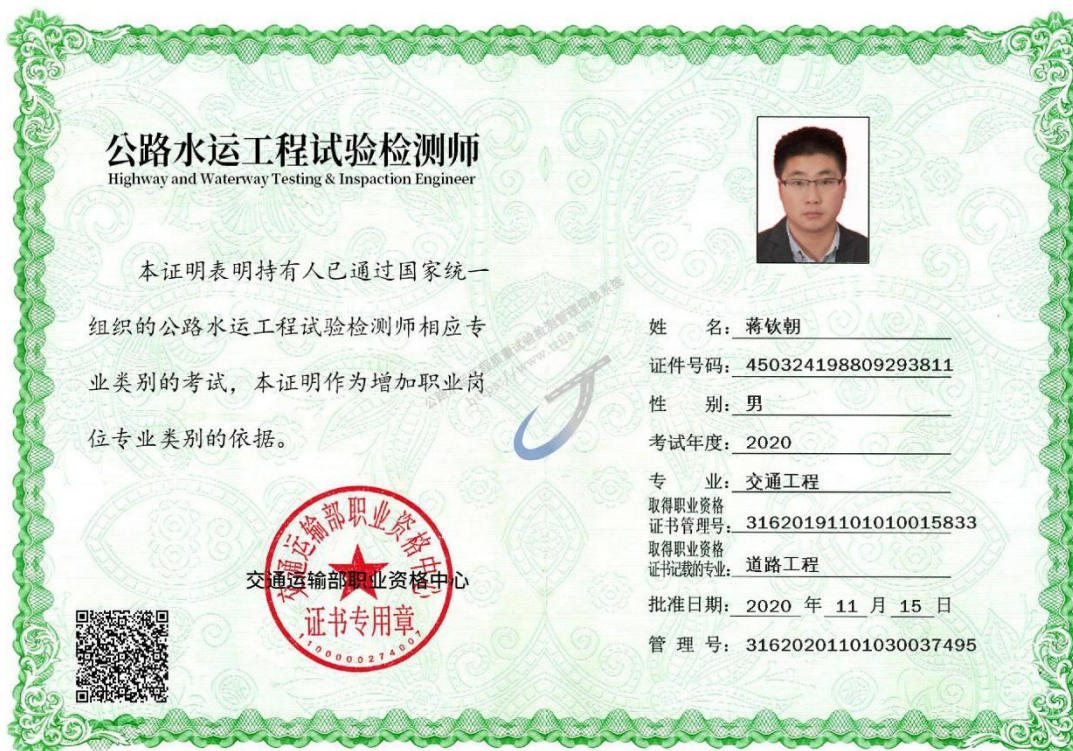 公路水运工程试验检测师
Highway and Waterway Testing & Inspaction Engineer
本证明表明持有人已通过国家统一
组织的公路水运工程试验检测师相应专
业类别的考试，本证明作为增加职业岗
位专业类别的依据。
交通运输部职业资格中心
交通运输部职业资格中心
证书专用章
1100000274007
姓 名：蒋钦朝
证件号码：450324198809293811
性 别：男
考试年度：2020
专 业：交通工程
取得职业资格
证书管理号：31620191101010015833
取得职业资格
证书记载的专业：道路工程
批准日期：2020 年 11 月 15 日
管 理 号：31620201101030037495